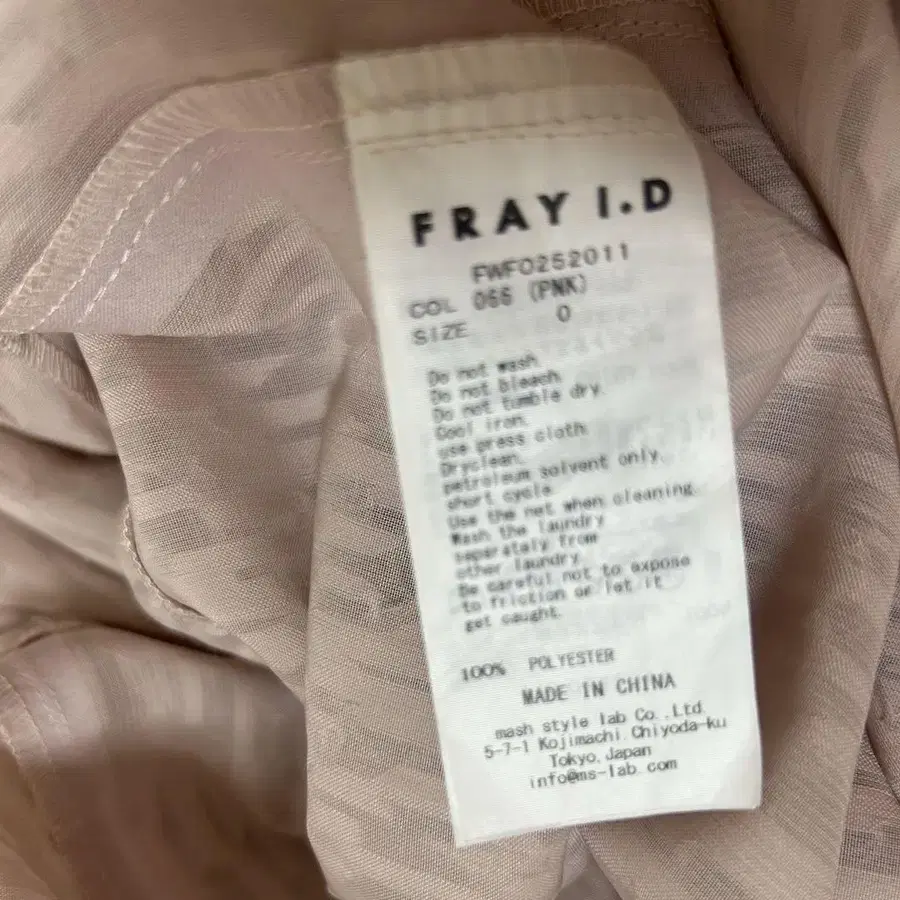 FRAY I.D
FWFO252011
COL 066 (PNK)
SIZE 0
Do not wash.
Do not bleach.
Do not tumble dry.
Cool iron.
use press cloth
Dryclean.
petroleum solvent only.
short cycle
Use the net when cleaning.
Wash the laundry
separately from
other laundry.
Be careful not to expose
to friction or let it
get caught.
100% POLYESTER
MADE IN CHINA
mash style lab Co.,Ltd.
5-7-1 Kojimachi,Chiyoda-ku
Tokyo,Japan
info@ms-lab.com